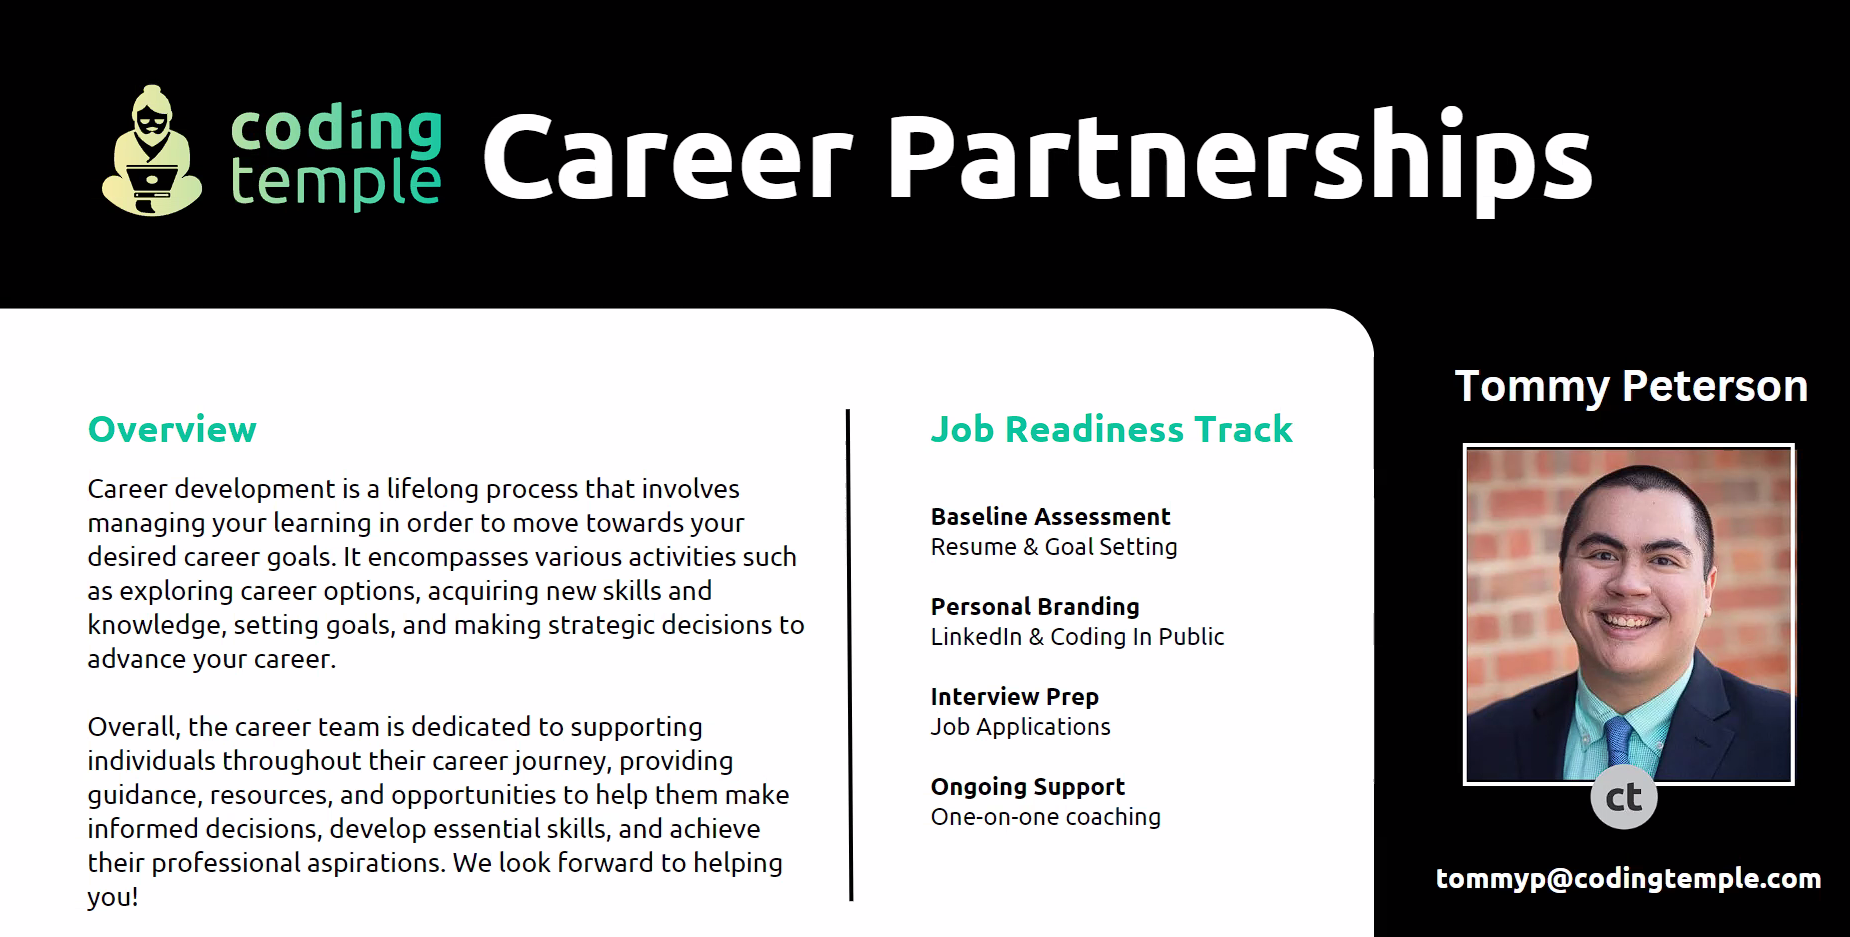 coding
temple
Career Partnerships
Overview
Career development is a lifelong process that involves
managing your learning in order to move towards your
desired career goals. It encompasses various activities such
as exploring career options, acquiring new skills and
knowledge, setting goals, and making strategic decisions to
advance your career.
Overall, the career team is dedicated to supporting
individuals throughout their career journey, providing
guidance, resources, and opportunities to help them make
informed decisions, develop essential skills, and achieve
their professional aspirations. We look forward to helping
you!
Job Readiness Track
Baseline Assessment
Resume & Goal Setting
Personal Branding
LinkedIn & Coding In Public
Interview Prep
Job Applications
Ongoing Support
One-on-one coaching
Tommy Peterson
ct
tommyp@codingtemple.com